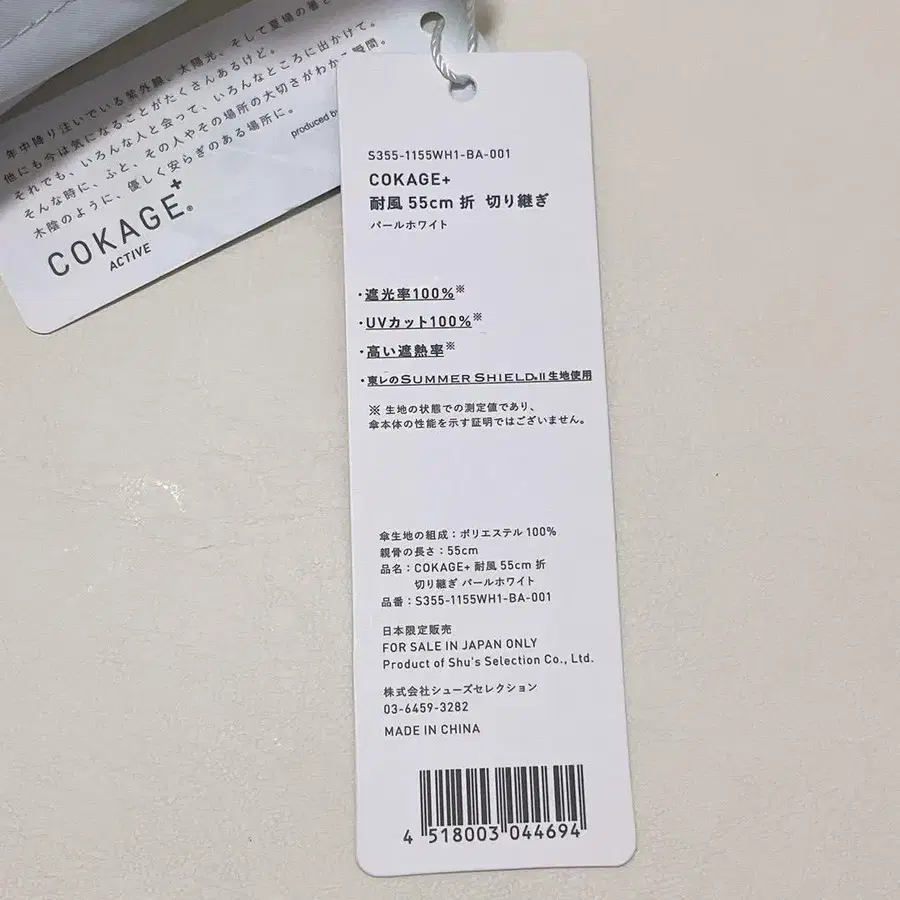 年中降り注いでいる紫外線、太陽光、そして夏場の暑さ
他にも今は気になることがたくさんあるけど。
それでも、いろんな人と会って、いろんなところに出かけて。
そんな時に、ふと、その人やその場所の大切さがわかる瞬間。
木陰のように、優しく安らぎのある場所に。
produced by
COKAGE+®
ACTIVE
S355-1155WH1-BA-001
COKAGE+
耐風 55cm 折 切り継ぎ
パールホワイト
・遮光率100%※
・UVカット100%※
・高い遮熱率※
・東レのSUMMER SHIELD®II生地使用
※ 生地の状態での測定値であり、
傘本体の性能を示す証明ではございません。
傘生地の組成：ポリエステル 100%
親骨の長さ：55cm
品名：COKAGE+ 耐風 55cm 折
切り継ぎ パールホワイト
品番：S355-1155WH1-BA-001
日本限定販売
FOR SALE IN JAPAN ONLY
Product of Shu's Selection Co., Ltd.
株式会社シューズセレクション
03-6459-3282
MADE IN CHINA
4 518003 044694